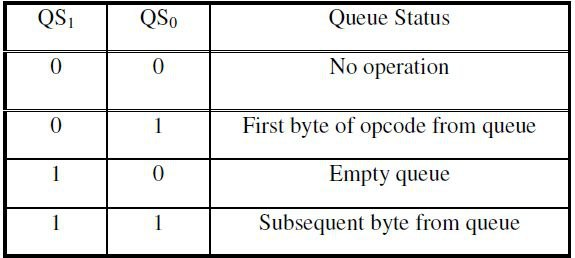 QS₁ QS₀ Queue Status
0 0 No operation
0 1 First byte of opcode from queue
1 0 Empty queue
1 1 Subsequent byte from queue